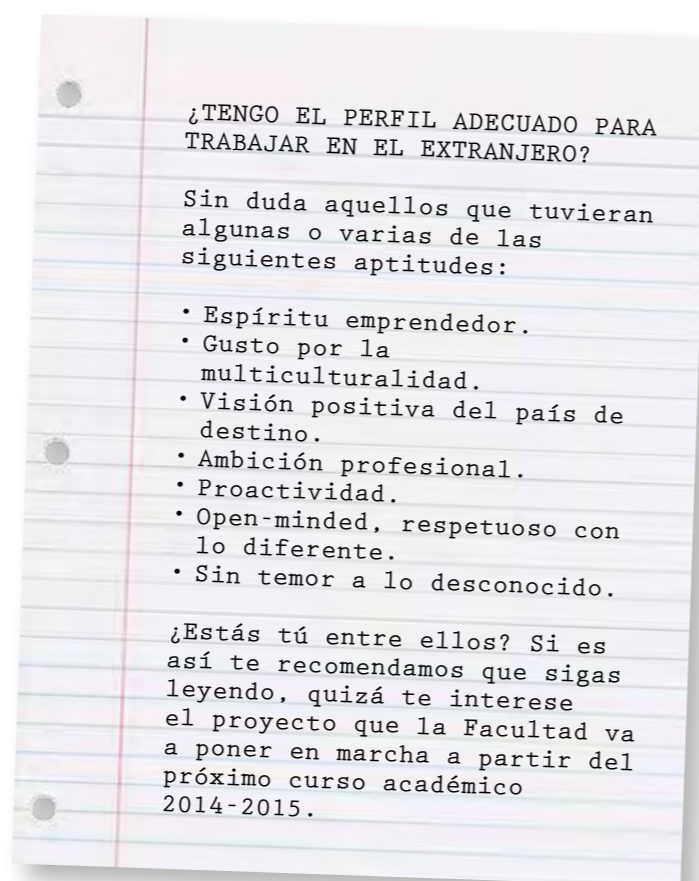 ¿TENGO EL PERFIL ADECUADO PARA
TRABAJAR EN EL EXTRANJERO?
Sin duda aquellos que tuvieran
algunas o varias de las
siguientes aptitudes:
• Espíritu emprendedor.
• Gusto por la
multiculturalidad.
• Visión positiva del país de
destino.
• Ambición profesional.
• Proactividad.
• Open-minded, respetuoso con
lo diferente.
• Sin temor a lo desconocido.
¿Estás tú entre ellos? Si es
así te recomendamos que sigas
leyendo, quizá te interese
el proyecto que la Facultad va
a poner en marcha a partir del
próximo curso académico
2014-2015.